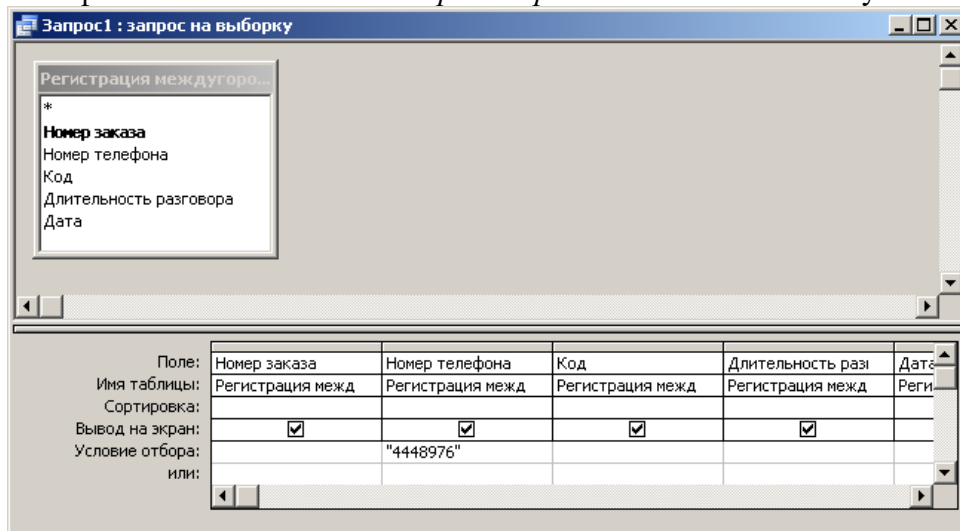 Запрос1 : запрос на выборку
Регистрация междугоро...
*
Номер заказа
Номер телефона
Код
Длительность разговора
Дата
Поле: Номер заказа Номер телефона Код Длительность разг Дата
Имя таблицы: Регистрация межд Регистрация межд Регистрация межд Регистрация межд Реги
Сортировка:
Вывод на экран:
Условие отбора: "4448976"
или: